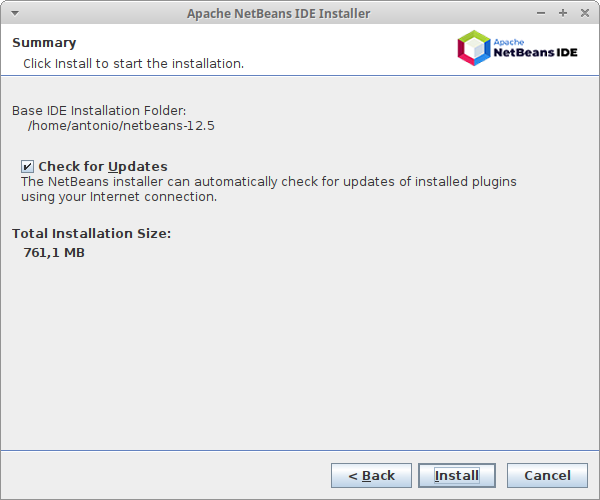 Apache NetBeans IDE Installer
Summary
Click Install to start the installation.
Apache
NetBeans IDE
Base IDE Installation Folder:
/home/antonio/netbeans-12.5
Check for Updates
The NetBeans installer can automatically check for updates of installed plugins
using your Internet connection.
Total Installation Size:
761,1 MB
< Back
Install
Cancel